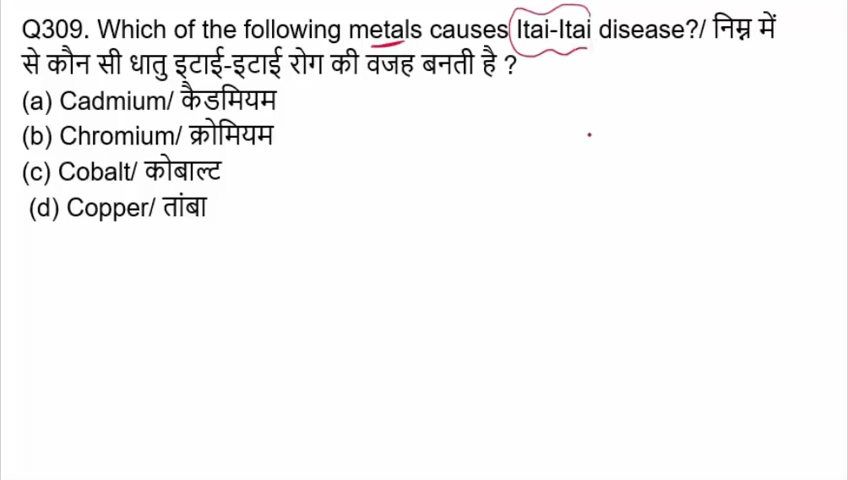 Q309. Which of the following metals causes Itai-Itai disease?/ निम्न में
से कौन सी धातु इटाई-इटाई रोग की वजह बनती है ?
(a) Cadmium/ कैडमियम
(b) Chromium/ क्रोमियम
(c) Cobalt/ कोबाल्ट
(d) Copper/ तांबा